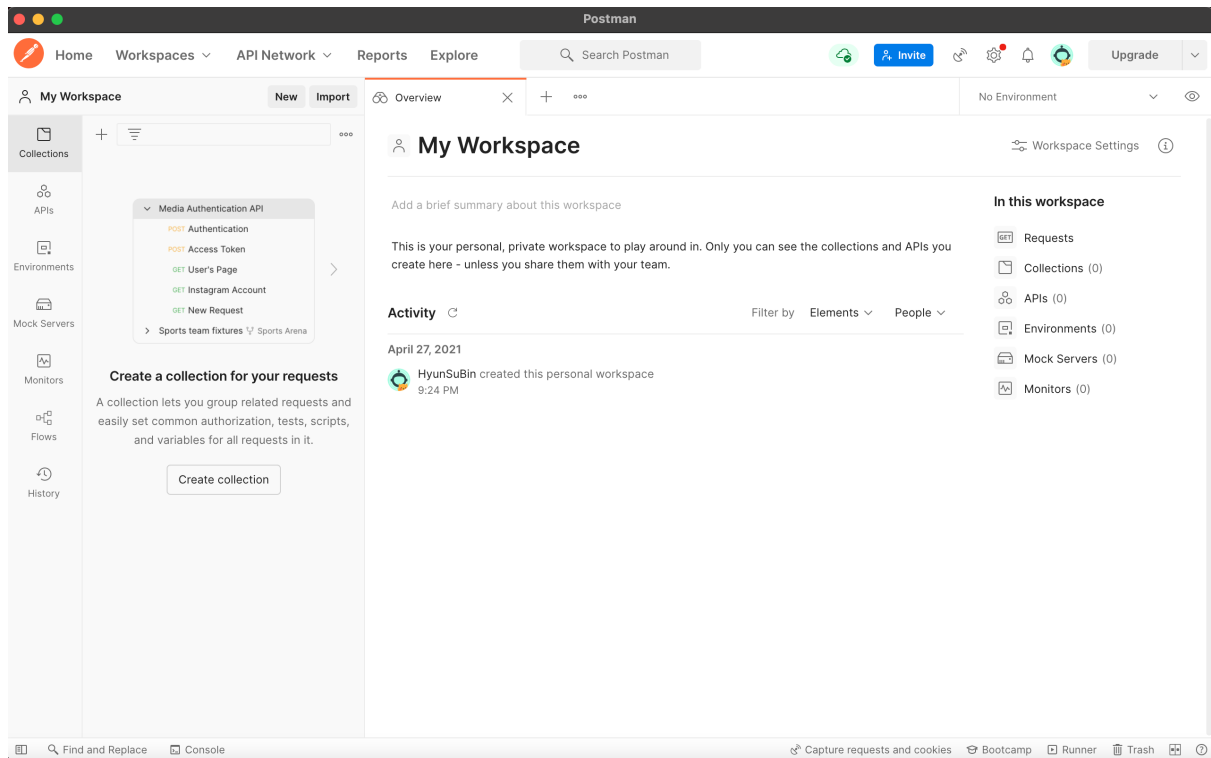 Postman
Home Workspaces API Network Reports Explore Search Postman Invite Upgrade
My Workspace New Import Overview No Environment
Collections
APIs
Environments
Mock Servers
Monitors
Flows
History
Media Authentication API
POST Authentication
POST Access Token
GET User's Page
GET Instagram Account
GET New Request
Sports team fixtures Sports Arena
Create a collection for your requests
A collection lets you group related requests and
easily set common authorization, tests, scripts,
and variables for all requests in it.
Create collection
My Workspace
Workspace Settings
Add a brief summary about this workspace
This is your personal, private workspace to play around in. Only you can see the collections and APIs you
create here - unless you share them with your team.
Activity Filter by Elements People
April 27, 2021
HyunSuBin created this personal workspace
9:24 PM
In this workspace
GET Requests
Collections (0)
APIs (0)
Environments (0)
Mock Servers (0)
Monitors (0)
Find and Replace Console Capture requests and cookies Bootcamp Runner Trash